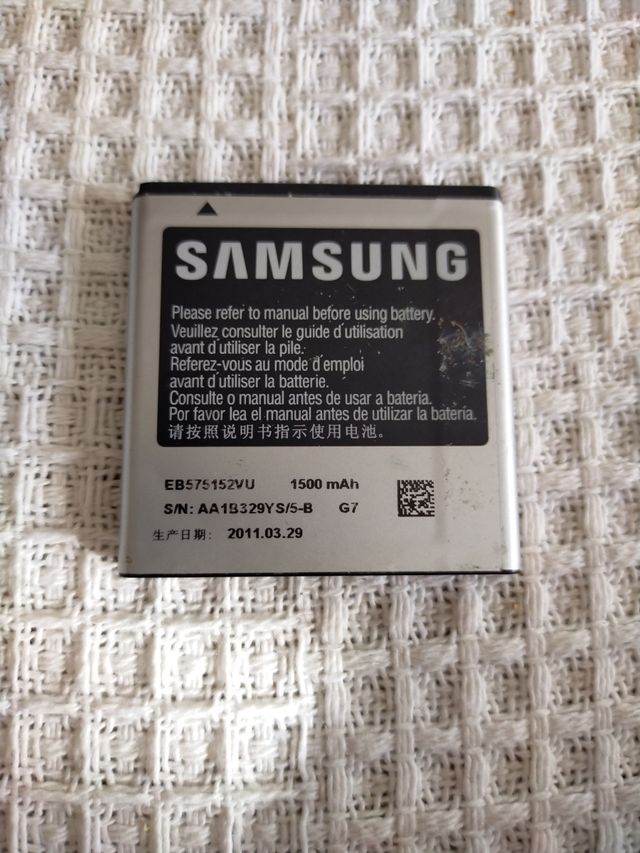 SAMSUNG
Please refer to manual before using battery.
Veuillez consulter le guide d'utilisation
avant d'utiliser la pile.
Referez-vous au mode d'emploi
avant d'utiliser la batterie.
Consulte o manual antes de usar a bateria.
Por favor lea el manual antes de utilizar la batería.
请按照说明书指示使用电池。
EB575152VU 1500 mAh
S/N: AA1B329YS/5-B G7
生产日期: 2011.03.29